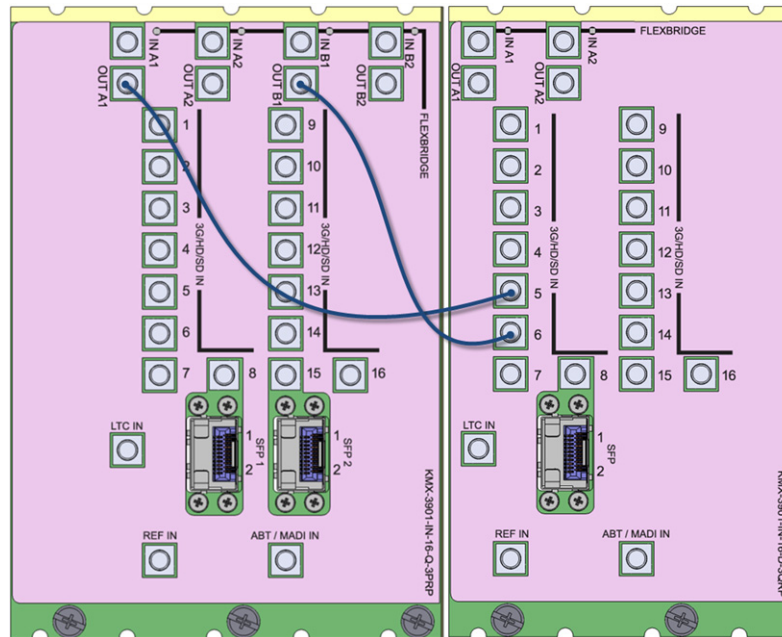 IN A1
IN A2
IN B1
IN B2
OUT A1
OUT A2
OUT B1
OUT B2
FLEXBRIDGE
1
2
3
4
5
6
7
8
3G/HD/SD IN
9
10
11
12
13
14
15
16
3G/HD/SD IN
LTC IN
SFP 1
1
2
SFP 2
1
2
REF IN
ABT / MADI IN
KMX-3901-IN-16-Q-3PRP
IN A1
IN A2
FLEXBRIDGE
OUT A1
OUT A2
1
2
3
4
5
6
7
8
3G/HD/SD IN
9
10
11
12
13
14
15
16
LTC IN
SFP
1
2
REF IN
ABT / MADI IN